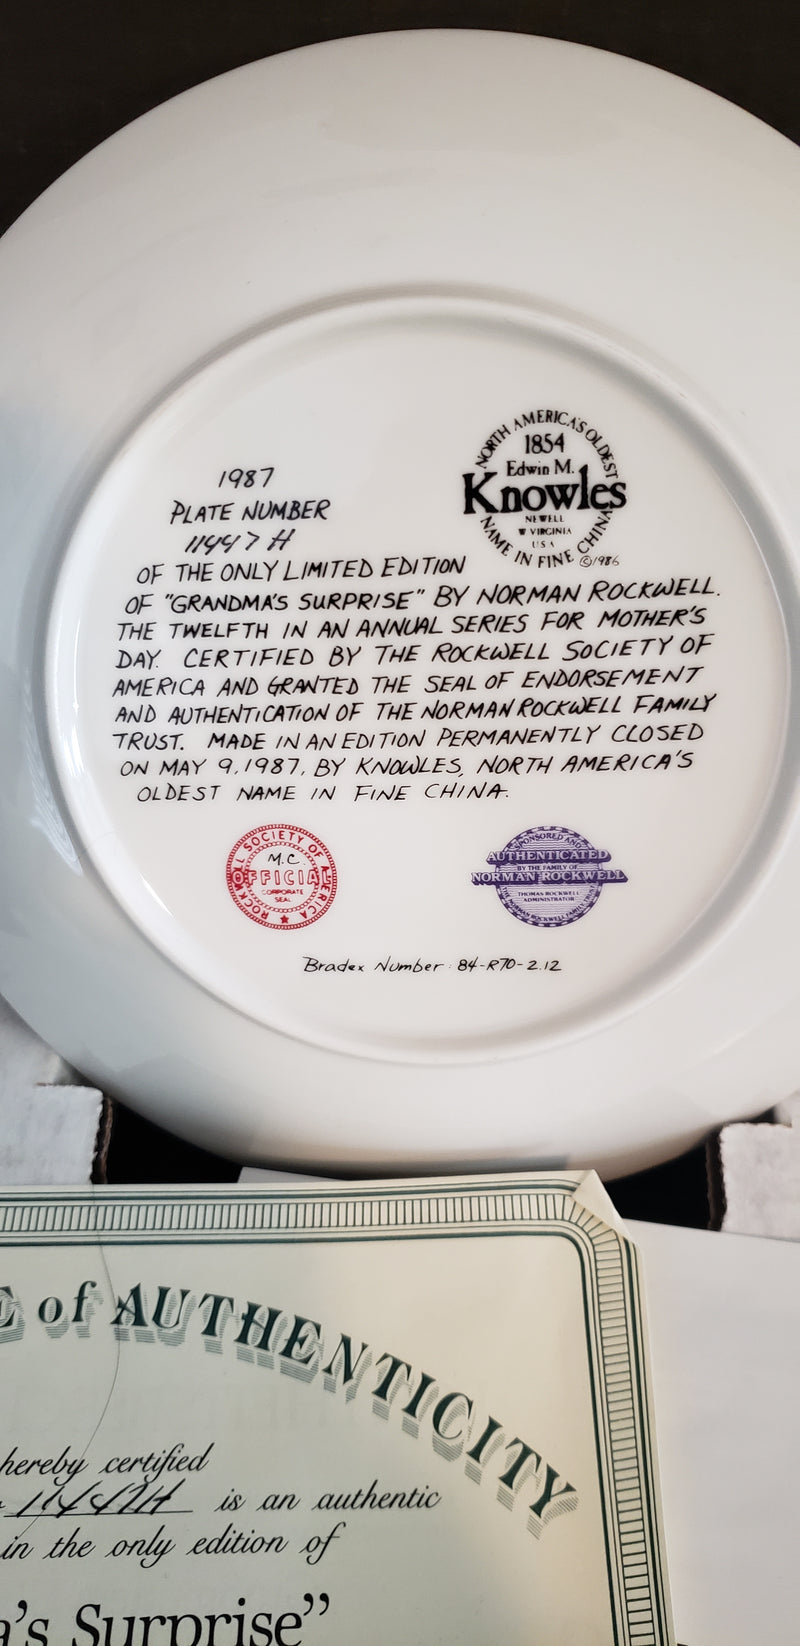 NORTH AMERICA'S OLDEST
1854
Edwin M.
Knowles
NEWELL
W VIRGINIA
USA
NAME IN FINE CHINA
©1986
1987
PLATE NUMBER
11447H
OF THE ONLY LIMITED EDITION
OF "GRANDMA'S SURPRISE" BY NORMAN ROCKWELL.
THE TWELFTH IN AN ANNUAL SERIES FOR MOTHER'S
DAY. CERTIFIED BY THE ROCKWELL SOCIETY OF
AMERICA AND GRANTED THE SEAL OF ENDORSEMENT
AND AUTHENTICATION OF THE NORMAN ROCKWELL FAMILY
TRUST. MADE IN AN EDITION PERMANENTLY CLOSED
ON MAY 9, 1987, BY KNOWLES, NORTH AMERICA'S
OLDEST NAME IN FINE CHINA.
ROCKWELL SOCIETY OF AMERICA
M.C.
OFFICIAL
CORPORATE
SEAL
SPONSORED AND
AUTHENTICATED
BY THE FAMILY OF
NORMAN ROCKWELL
THOMAS ROCKWELL
ADMINISTRATOR
NORMAN ROCKWELL FAMILY
Bradex Number: 84-R70-2.12
E of AUTHENTICITY
hereby certified
11447H is an authentic
in the only edition of
a's Surprise"